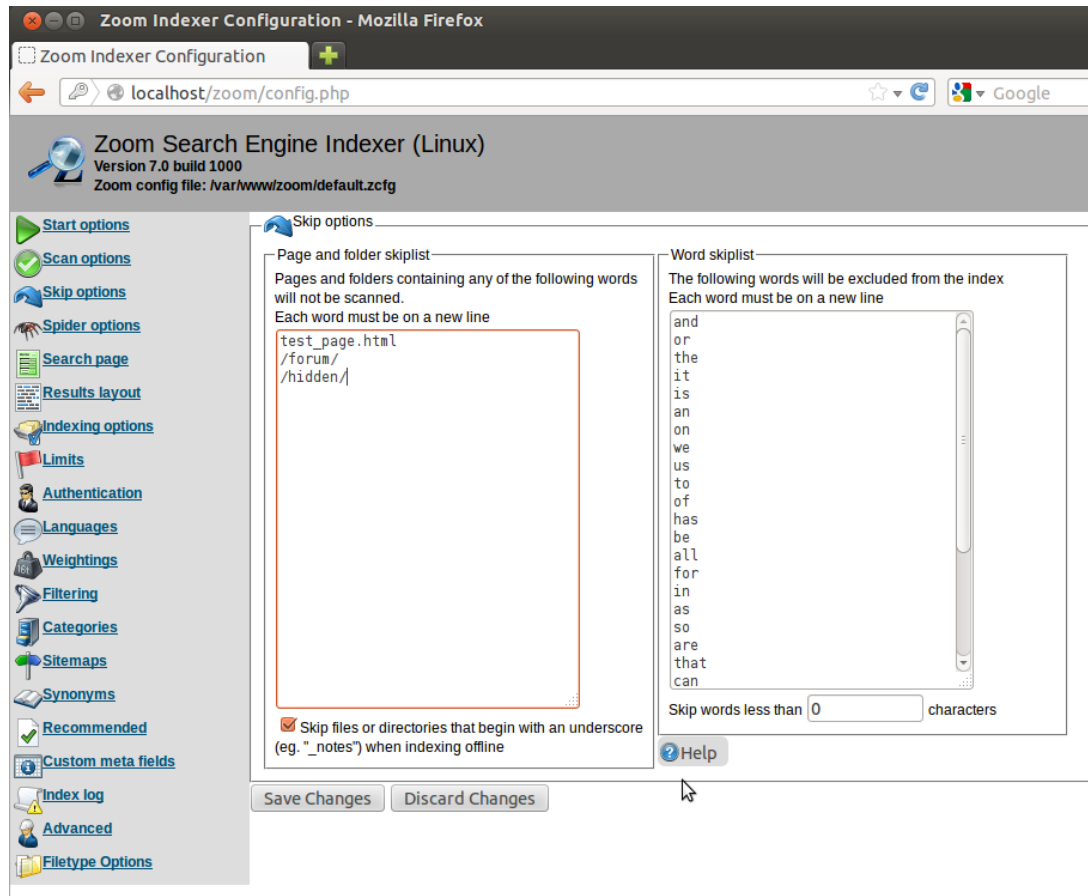 Zoom Indexer Configuration - Mozilla Firefox
Zoom Indexer Configuration
localhost/zoom/config.php
Google
Zoom Search Engine Indexer (Linux)
Version 7.0 build 1000
Zoom config file: /var/www/zoom/default.zcfg
Start options
Scan options
Skip options
Spider options
Search page
Results layout
Indexing options
Limits
Authentication
Languages
Weightings
Filtering
Categories
Sitemaps
Synonyms
Recommended
Custom meta fields
Index log
Advanced
Filetype Options
Skip options
Page and folder skiplist
Pages and folders containing any of the following words
will not be scanned.
Each word must be on a new line
test_page.html
/forum/
/hidden/
Skip files or directories that begin with an underscore
(eg. "_notes") when indexing offline
Word skiplist
The following words will be excluded from the index
Each word must be on a new line
and
or
the
it
is
an
on
we
us
to
of
has
be
all
for
in
as
so
are
that
can
Skip words less than 0 characters
Help
Save Changes Discard Changes